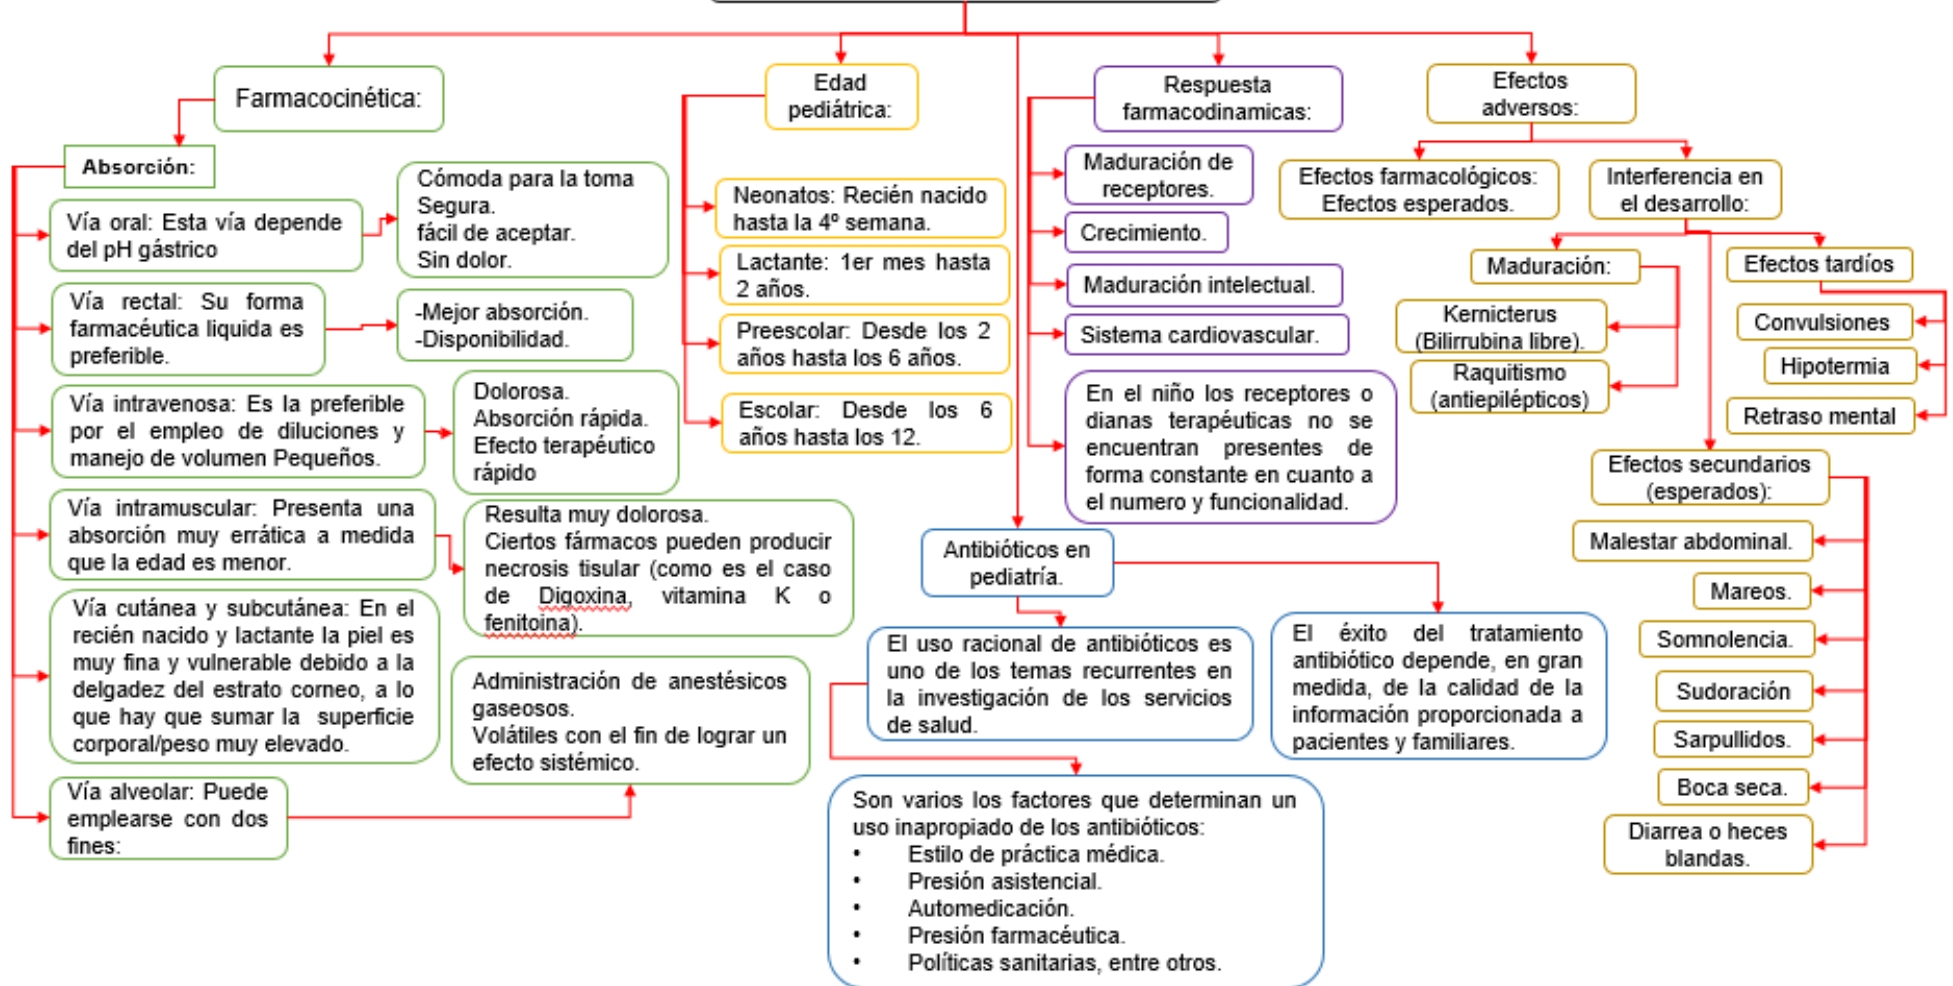 Farmacocinética:
Absorción:
Vía oral: Esta vía depende
del pH gástrico
Cómoda para la toma
Segura.
fácil de aceptar.
Sin dolor.
Vía rectal: Su forma
farmacéutica liquida es
preferible.
-Mejor absorción.
-Disponibilidad.
Vía intravenosa: Es la preferible
por el empleo de diluciones y
manejo de volumen Pequeños.
Dolorosa.
Absorción rápida.
Efecto terapéutico
rápido
Vía intramuscular: Presenta una
absorción muy errática a medida
que la edad es menor.
Resulta muy dolorosa.
Ciertos fármacos pueden producir
necrosis tisular (como es el caso
de Digoxina, vitamina K o
fenitoina).
Vía cutánea y subcutánea: En el
recién nacido y lactante la piel es
muy fina y vulnerable debido a la
delgadez del estrato corneo, a lo
que hay que sumar la superficie
corporal/peso muy elevado.
Vía alveolar: Puede
emplearse con dos
fines:
Administración de anestésicos
gaseosos.
Volátiles con el fin de lograr un
efecto sistémico.
Edad
pediátrica:
Neonatos: Recién nacido
hasta la 4º semana.
Lactante: 1er mes hasta
2 años.
Preescolar: Desde los 2
años hasta los 6 años.
Escolar: Desde los 6
años hasta los 12.
Antibióticos en
pediatría.
El uso racional de antibióticos es
uno de los temas recurrentes en
la investigación de los servicios
de salud.
Son varios los factores que determinan un
uso inapropiado de los antibióticos:
• Estilo de práctica médica.
• Presión asistencial.
• Automedicación.
• Presión farmacéutica.
• Políticas sanitarias, entre otros.
El éxito del tratamiento
antibiótico depende, en gran
medida, de la calidad de la
información proporcionada a
pacientes y familiares.
Respuesta
farmacodinamicas:
Maduración de
receptores.
Crecimiento.
Maduración intelectual.
Sistema cardiovascular.
En el niño los receptores o
dianas terapéuticas no se
encuentran presentes de
forma constante en cuanto a
el numero y funcionalidad.
Efectos
adversos:
Efectos farmacológicos:
Efectos esperados.
Interferencia en
el desarrollo:
Maduración:
Kernicterus
(Bilirrubina libre).
Raquitismo
(antiepilépticos)
Efectos tardíos
Convulsiones
Hipotermia
Retraso mental
Efectos secundarios
(esperados):
Malestar abdominal.
Mareos.
Somnolencia.
Sudoración
Sarpullidos.
Boca seca.
Diarrea o heces
blandas.